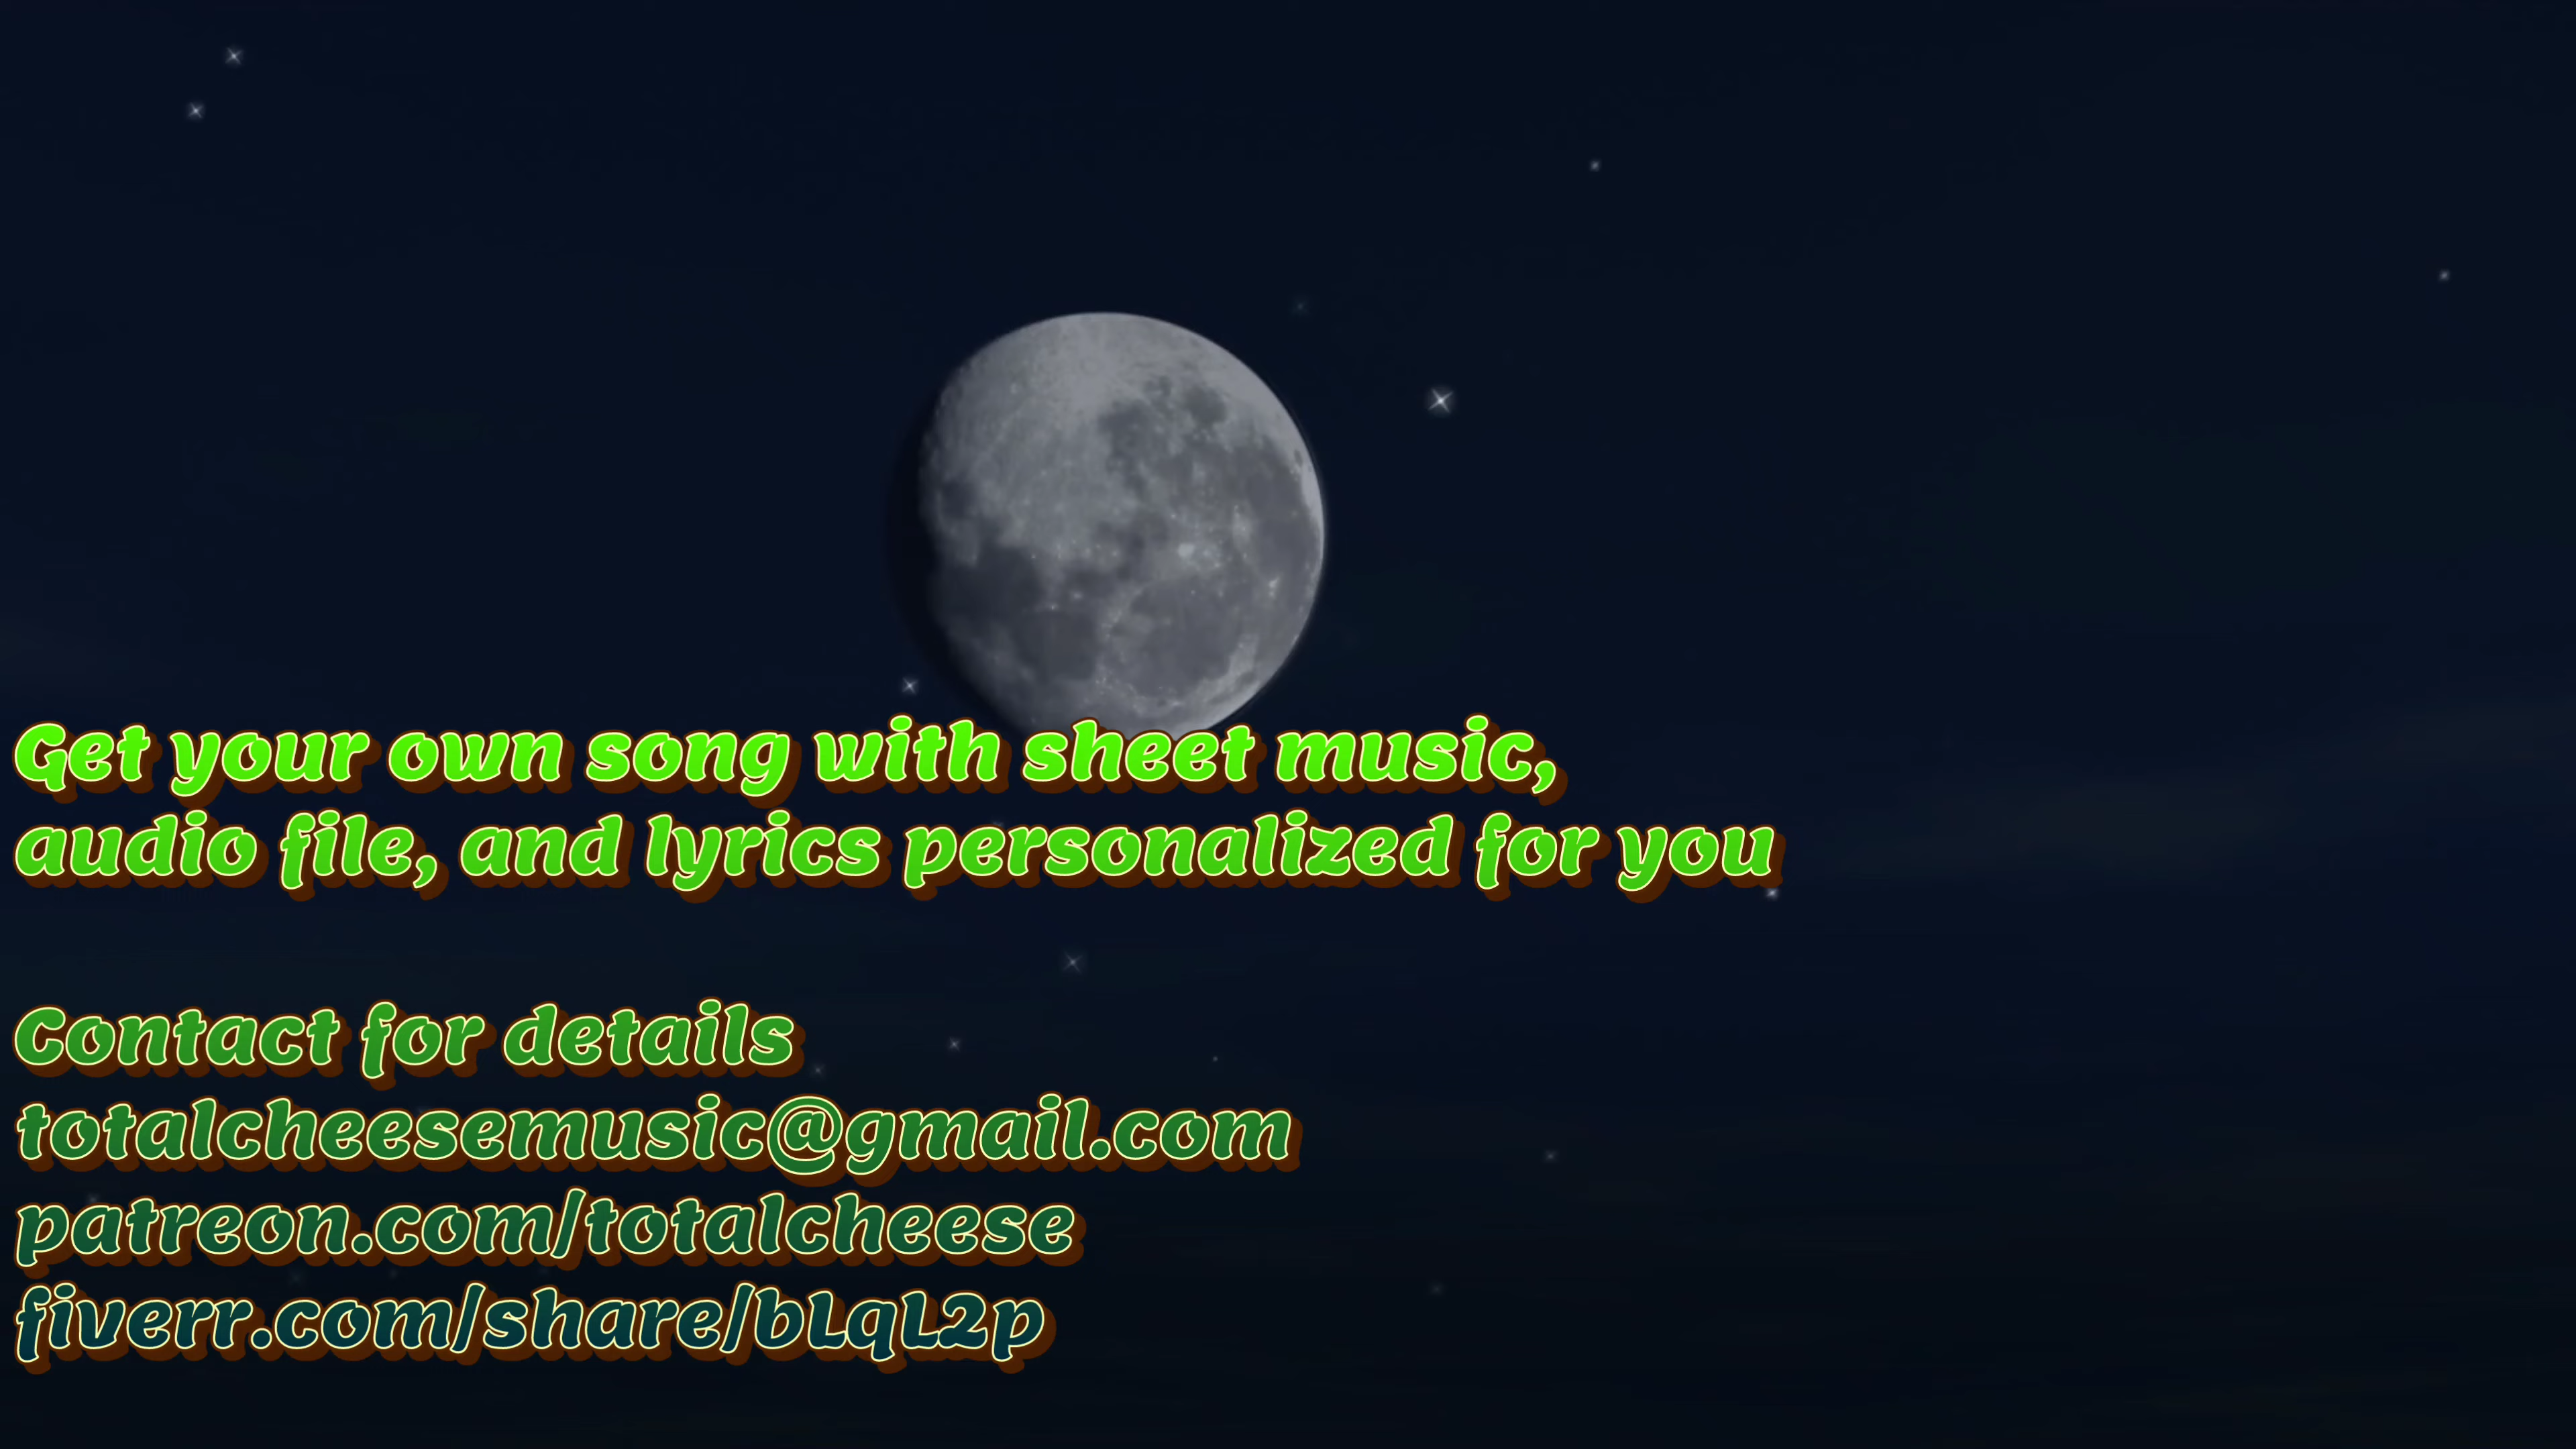 Get your own song with sheet music,
audio file, and lyrics personalized for you
Contact for details
totalcheesemusic@gmail.com
patreon.com/totalcheese
fiverr.com/share/bLqL2p